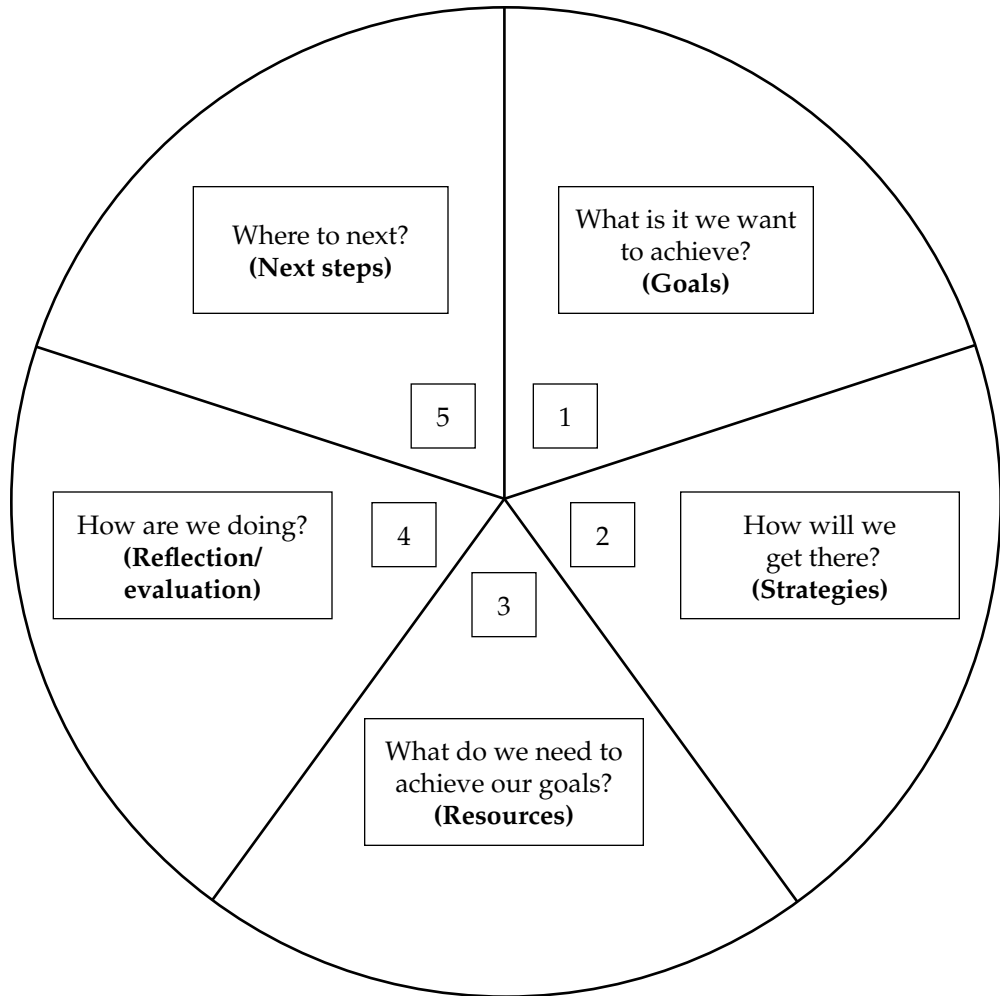 1
What is it we want
to achieve?
(Goals)
2
How will we
get there?
(Strategies)
3
What do we need to
achieve our goals?
(Resources)
4
How are we doing?
(Reflection/
evaluation)
5
Where to next?
(Next steps)